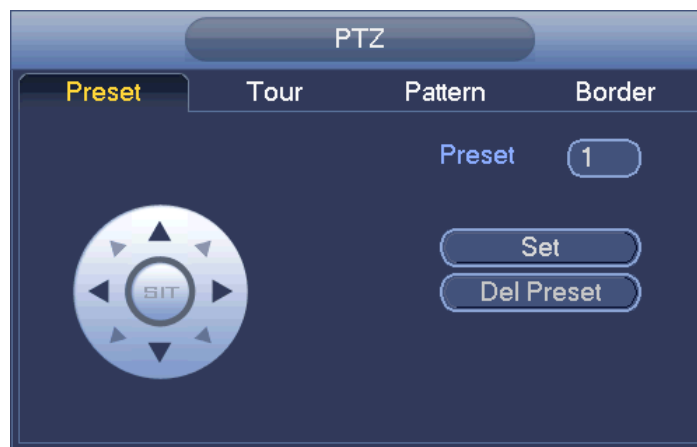 PTZ
Preset Tour Pattern Border
Preset 1
Set
SIT
Del Preset